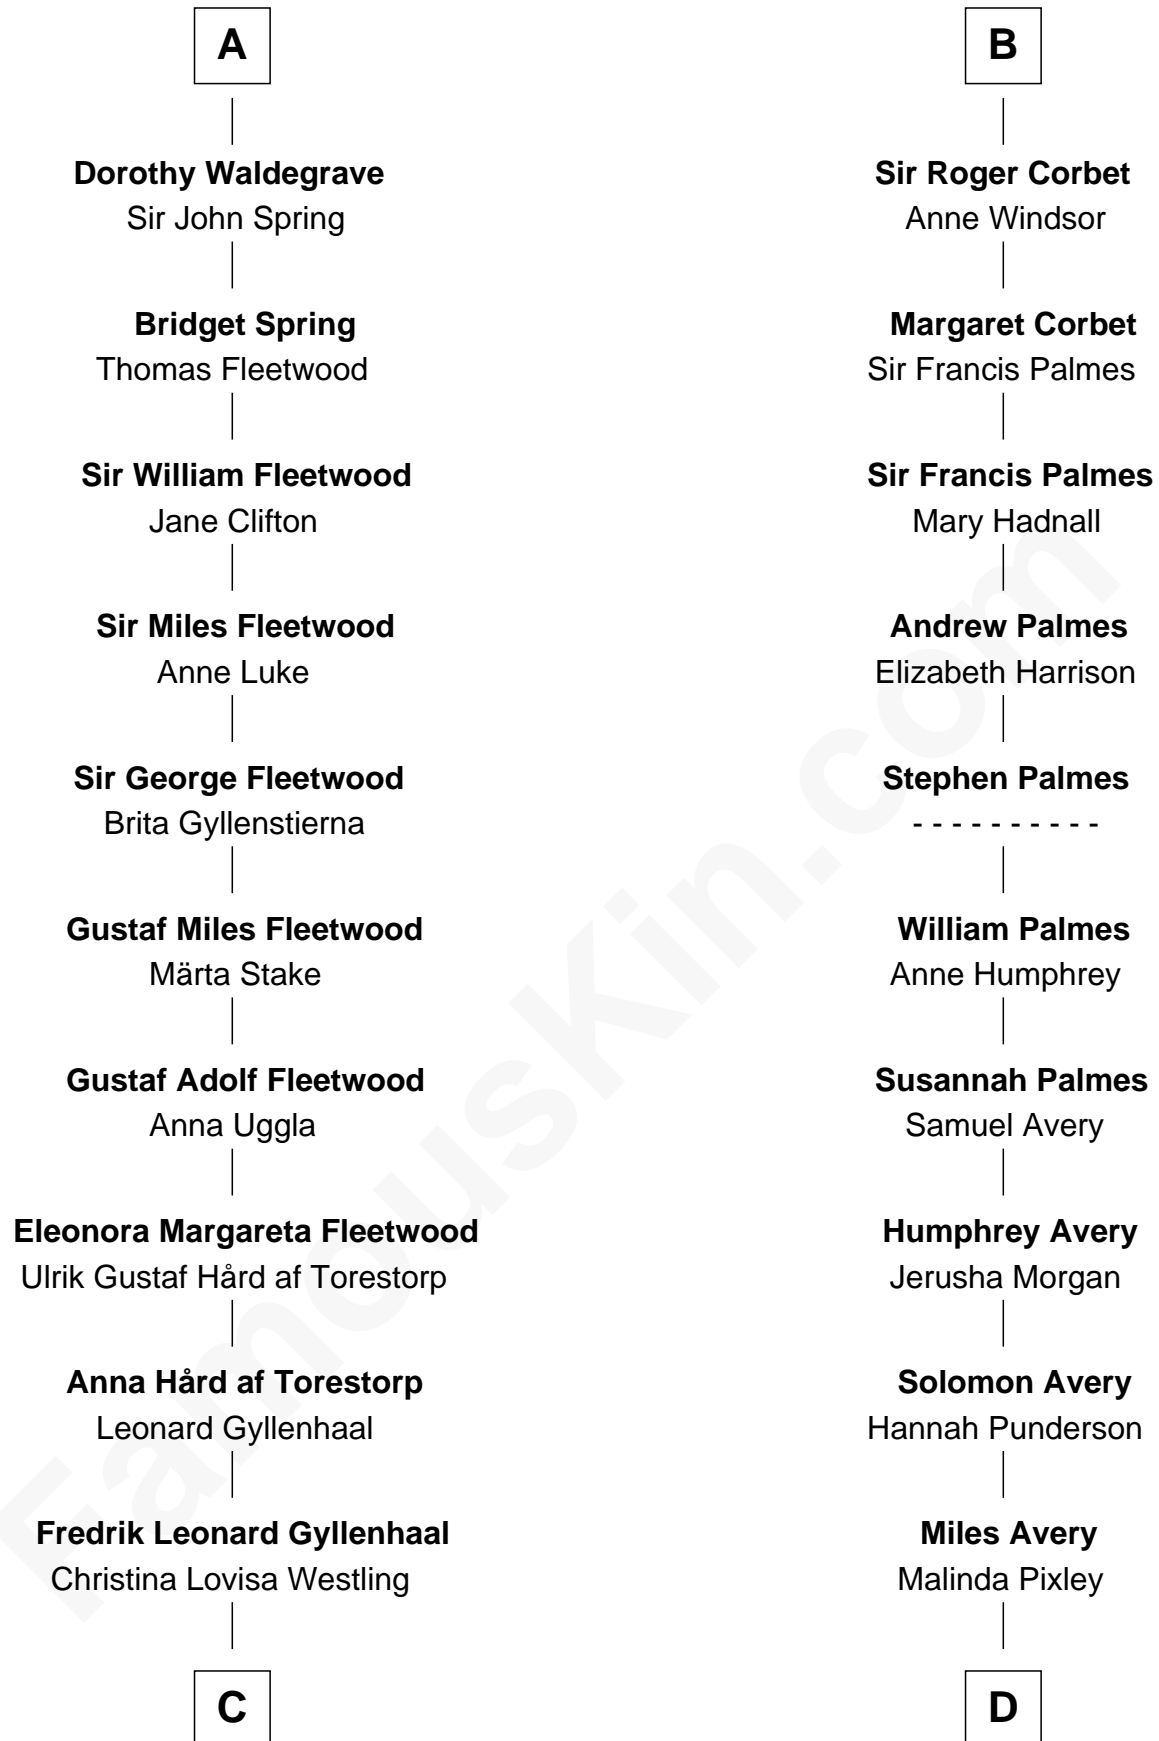 A
Dorothy Waldegrave
Sir John Spring
Bridget Spring
Thomas Fleetwood
Sir William Fleetwood
Jane Clifton
Sir Miles Fleetwood
Anne Luke
Sir George Fleetwood
Brita Gyllenstierna
Gustaf Miles Fleetwood
Märta Stake
Gustaf Adolf Fleetwood
Anna Uggla
Eleonora Margareta Fleetwood
Ulrik Gustaf Hård af Torestorp
Anna Hård af Torestorp
Leonard Gyllenhaal
Fredrik Leonard Gyllenhaal
Christina Lovisa Westling
C
B
Sir Roger Corbet
Anne Windsor
Margaret Corbet
Sir Francis Palmes
Sir Francis Palmes
Mary Hadnall
Andrew Palmes
Elizabeth Harrison
Stephen Palmes
- - - - - - - - - -
William Palmes
Anne Humphrey
Susannah Palmes
Samuel Avery
Humphrey Avery
Jerusha Morgan
Solomon Avery
Hannah Punderson
Miles Avery
Malinda Pixley
D
FamousKin.com